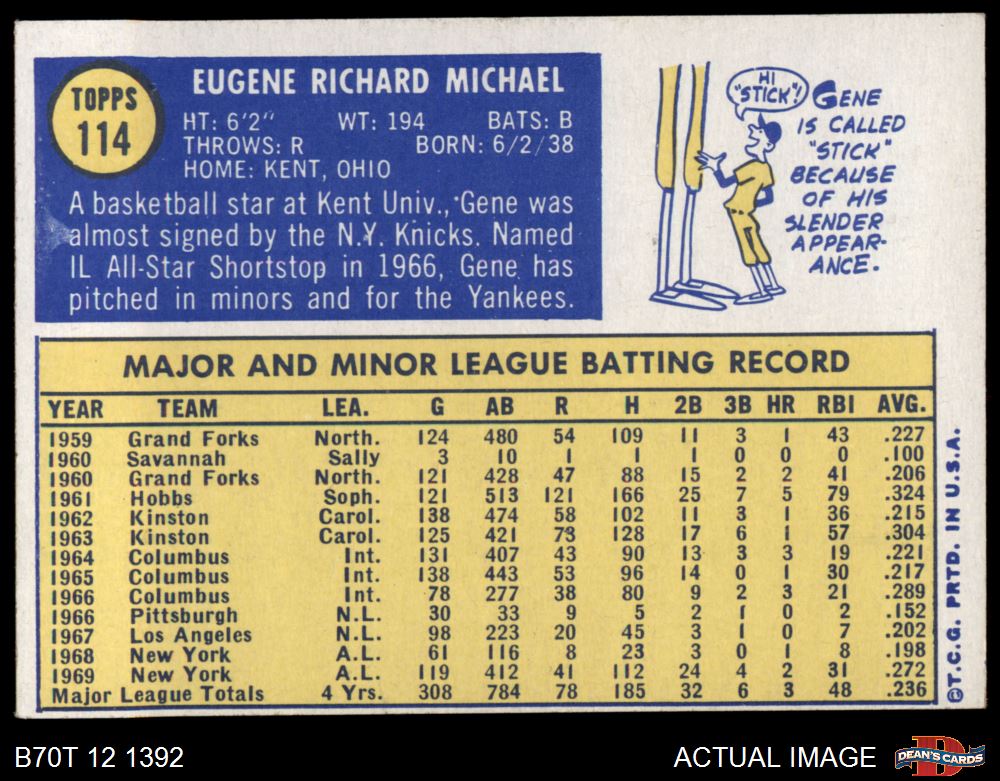 TOPPS
114
EUGENE RICHARD MICHAEL
HT: 6'2" WT: 194 BATS: B
THROWS: R BORN: 6/2/38
HOME: KENT, OHIO
A basketball star at Kent Univ., Gene was
almost signed by the N.Y. Knicks. Named
IL All-Star Shortstop in 1966, Gene has
pitched in minors and for the Yankees.
HI
"STICK"!
GENE
IS CALLED
"STICK"
BECAUSE
OF HIS
SLENDER
APPEAR-
ANCE.
MAJOR AND MINOR LEAGUE BATTING RECORD
YEAR TEAM LEA. G AB R H 2B 3B HR RBI AVG.
1959 Grand Forks North. 124 480 54 109 11 3 1 43 .227
1960 Savannah Sally 3 10 1 1 1 0 0 0 .100
1960 Grand Forks North. 121 428 47 88 15 2 2 41 .206
1961 Hobbs Soph. 121 513 121 166 25 7 5 79 .324
1962 Kinston Carol. 138 474 58 102 11 3 1 36 .215
1963 Kinston Carol. 125 421 73 128 17 6 1 57 .304
1964 Columbus Int. 131 407 43 90 13 3 3 19 .221
1965 Columbus Int. 138 443 53 96 14 0 1 30 .217
1966 Columbus Int. 78 277 38 80 9 2 3 21 .289
1966 Pittsburgh N.L. 30 33 9 5 2 1 0 2 .152
1967 Los Angeles N.L. 98 223 20 45 3 1 0 7 .202
1968 New York A.L. 61 116 8 23 3 0 1 8 .198
1969 New York A.L. 119 412 41 112 24 4 2 31 .272
Major League Totals 4 Yrs. 308 784 78 185 32 6 3 48 .236
©T.C.G. PRTD. IN U.S.A.
B70T 12 1392
ACTUAL IMAGE
D
DEAN'S CARDS